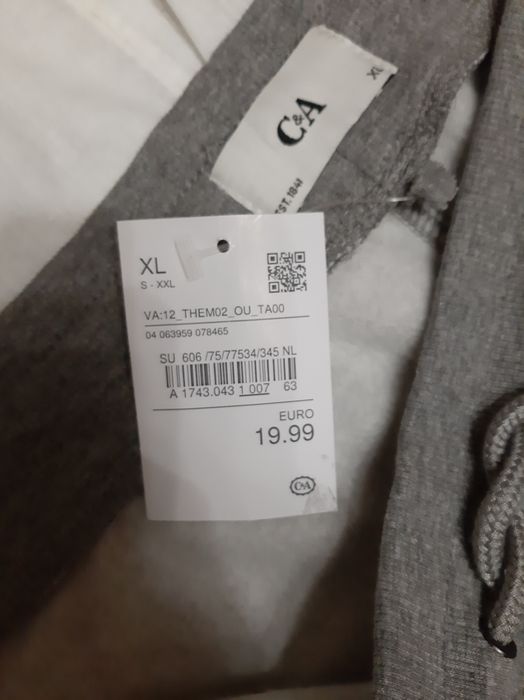 XL
C&A
EST. 1841
XL
S - XXL
VA:12_THEM02_OU_TA00
04 063959 078465
SU 606 /75/77534/345 NL
A 1743.043 1 007 63
EURO
19.99
C&A